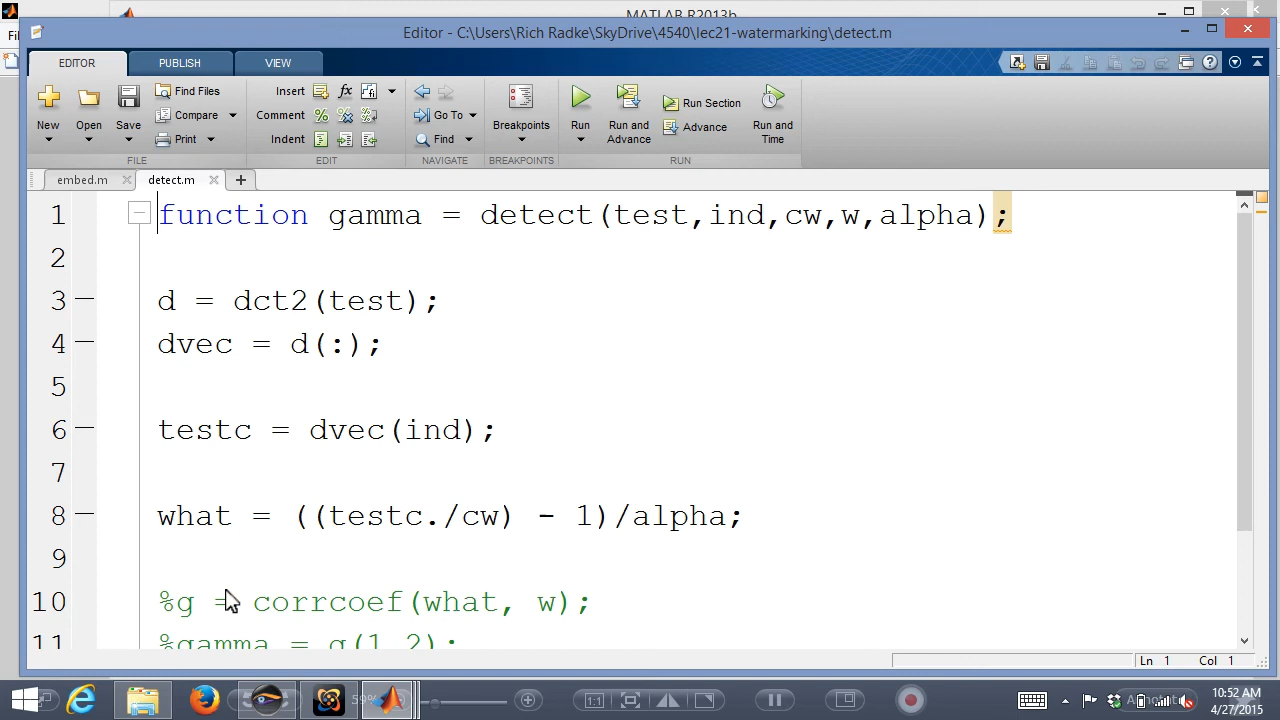 MATLAB R2013b
Editor - C:\Users\Rich Radke\SkyDrive\4540\lec21-watermarking\detect.m
EDITOR PUBLISH VIEW
New Open Save Find Files Compare Print
Insert Comment Indent
Go To Find
Breakpoints
Run Run and Advance Run Section Advance Run and Time
FILE EDIT NAVIGATE BREAKPOINTS RUN
embed.m detect.m
1 function gamma = detect(test,ind,cw,w,alpha);
2
3 d = dct2(test);
4 dvec = d(:);
5
6 testc = dvec(ind);
7
8 what = ((testc./cw) - 1)/alpha;
9
10 %g = corrcoef(what, w);
11 %gamma = g(1,2);
Ln 1 Col 1
59%
1:1
10:52 AM
4/27/2015